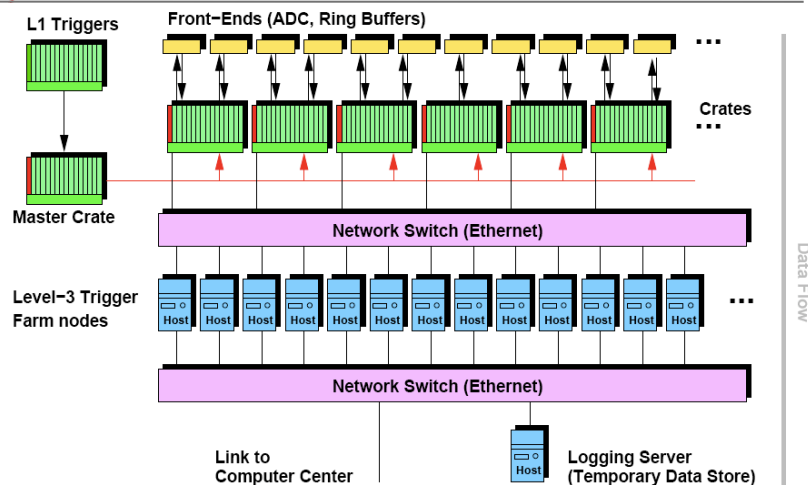 L1 Triggers
Front−Ends (ADC, Ring Buffers)
...
Crates
...
Master Crate
Network Switch (Ethernet)
Data Flow
Level−3 Trigger
Farm nodes
Host Host Host Host Host Host Host Host Host Host Host Host Host
...
Network Switch (Ethernet)
Link to
Computer Center
Host
Logging Server
(Temporary Data Store)